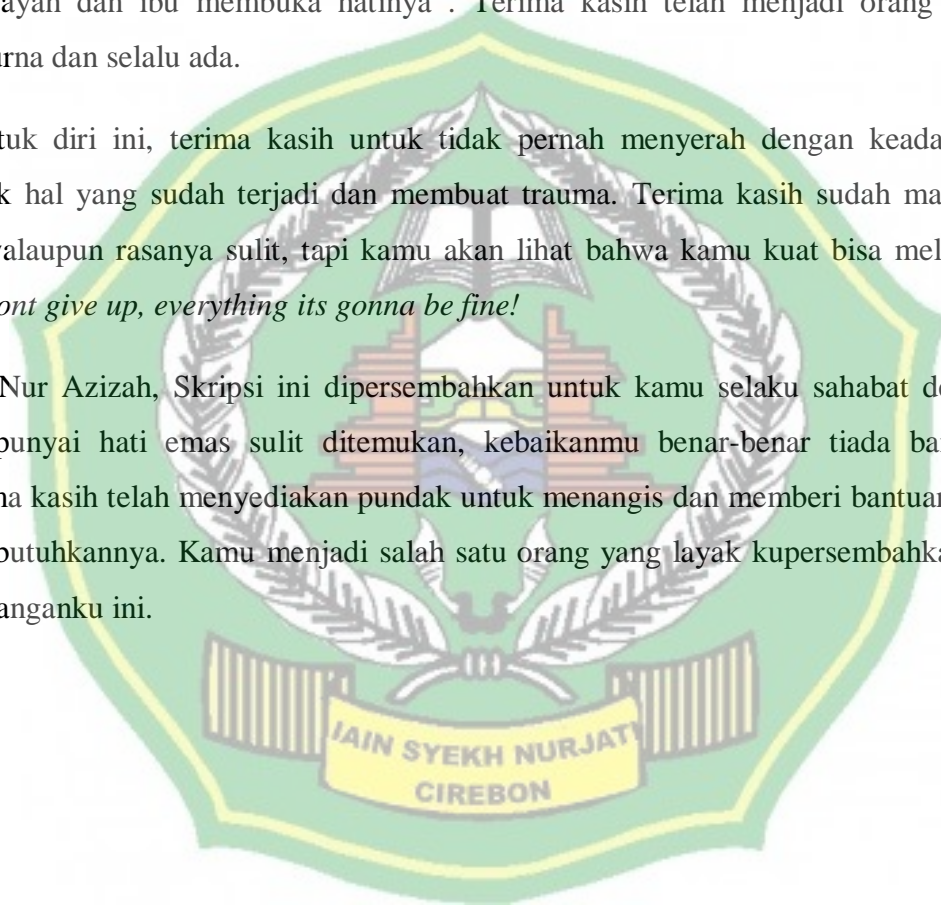 ayah dan ibu membuka hatinya . Terima kasih telah menjadi orang
urna dan selalu ada.
tuk diri ini, terima kasih untuk tidak pernah menyerah dengan keada
k hal yang sudah terjadi dan membuat trauma. Terima kasih sudah ma
valaupun rasanya sulit, tapi kamu akan lihat bahwa kamu kuat bisa mel
ont give up, everything its gonna be fine!
Nur Azizah, Skripsi ini dipersembahkan untuk kamu selaku sahabat de
punyai hati emas sulit ditemukan, kebaikanmu benar-benar tiada ba
na kasih telah menyediakan pundak untuk menangis dan memberi bantuan
butuhkannya. Kamu menjadi salah satu orang yang layak kupersembahka
anganku ini.
IAIN SYEKH NURJATI
CIREBON